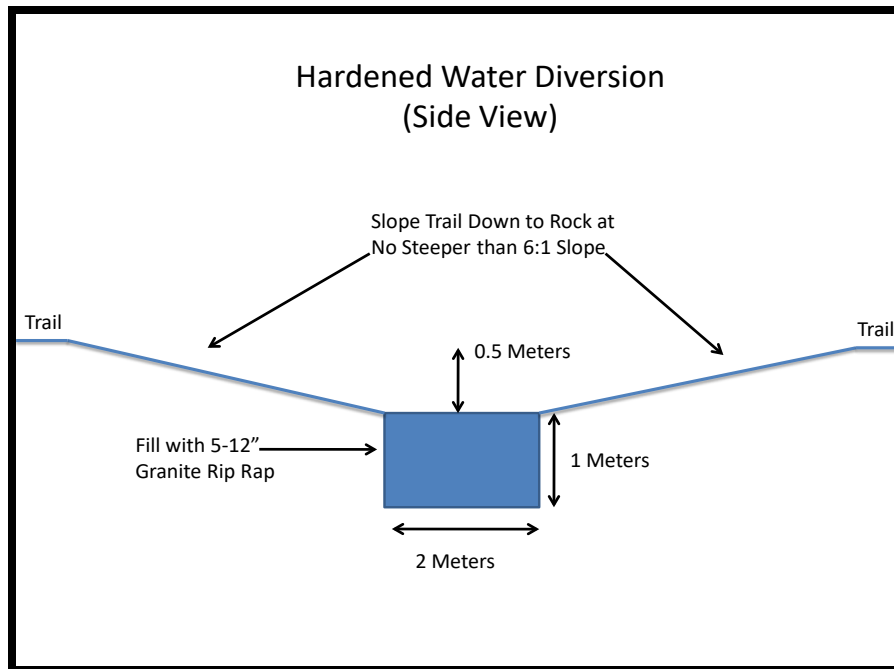 Hardened Water Diversion
(Side View)
Slope Trail Down to Rock at
No Steeper than 6:1 Slope
Trail
Trail
0.5 Meters
Fill with 5-12”
Granite Rip Rap
1 Meters
2 Meters